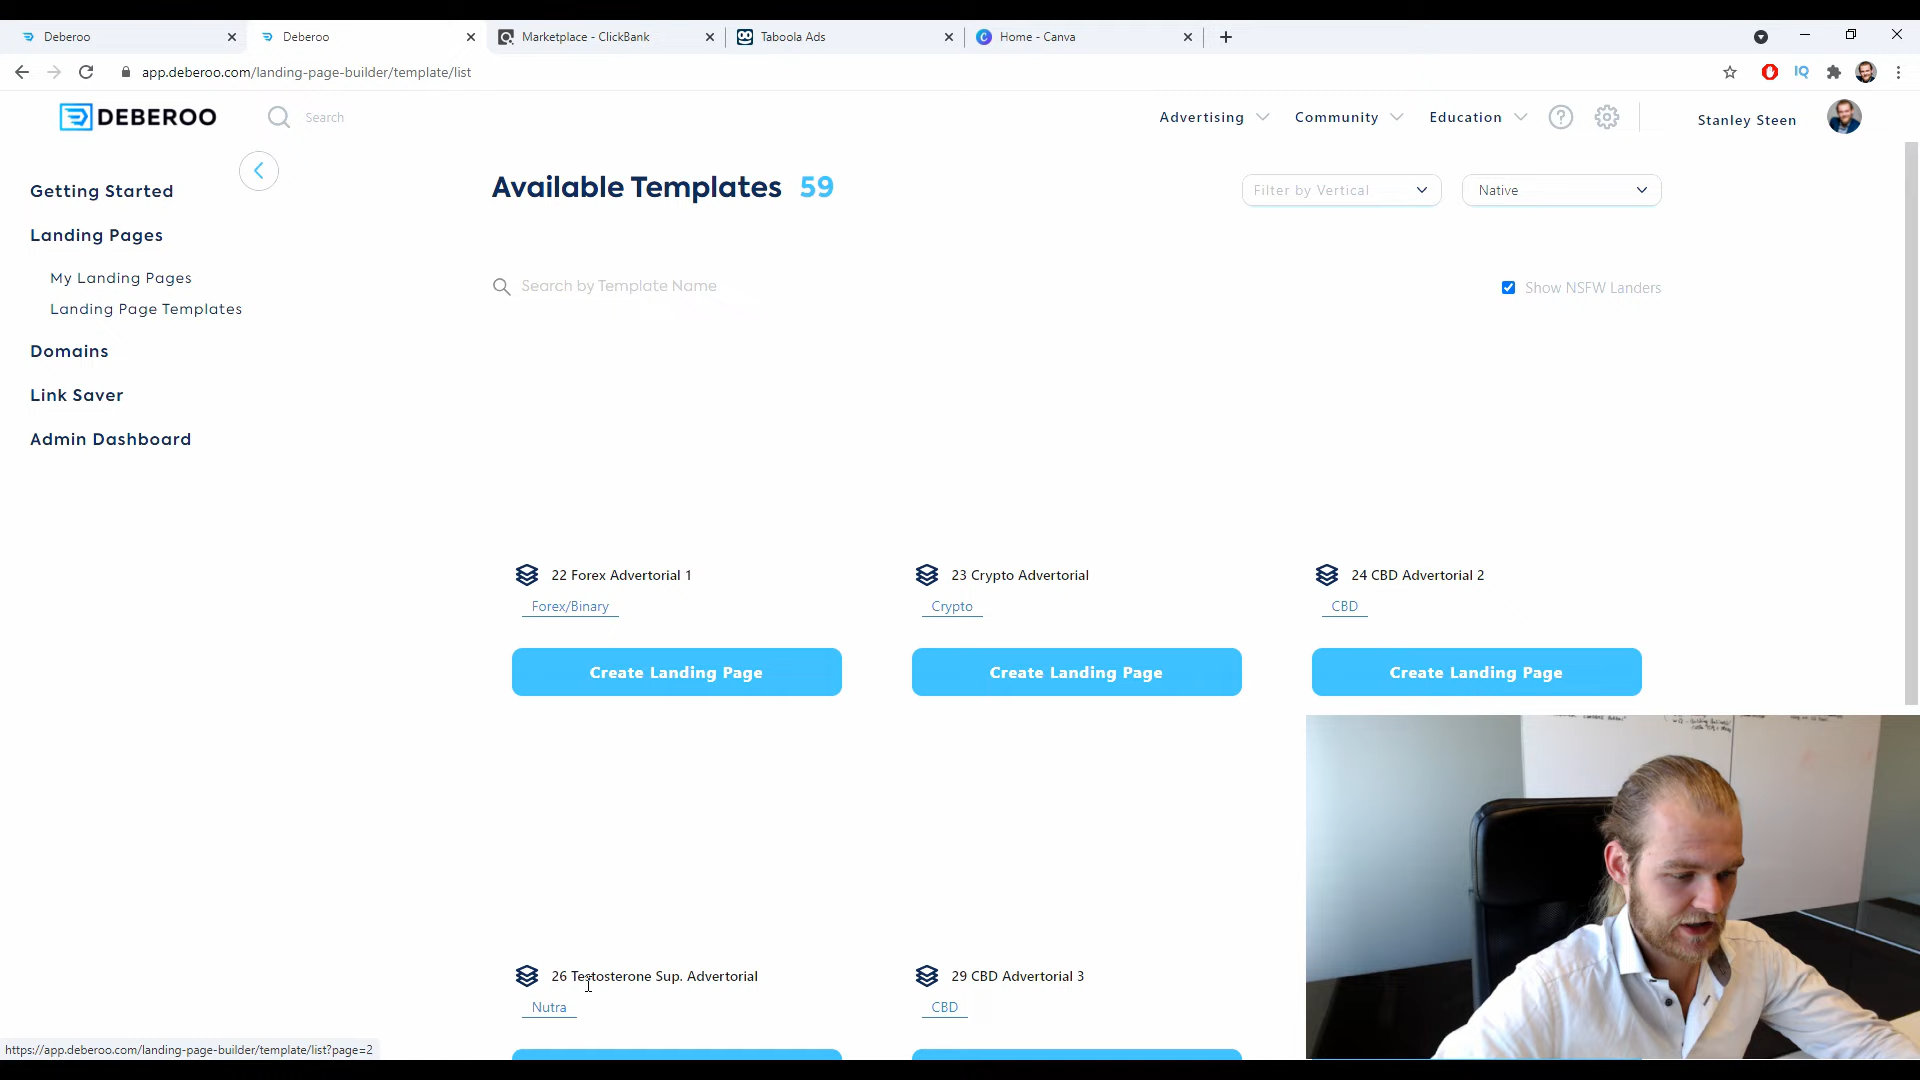 Deberoo
Deberoo
Marketplace - ClickBank
Taboola Ads
Home - Canva
app.deberoo.com/landing-page-builder/template/list
IQ
DEBEROO
Search
Advertising
Community
Education
?
Stanley Steen
Getting Started
Landing Pages
My Landing Pages
Landing Page Templates
Domains
Link Saver
Admin Dashboard
Available Templates 59
Filter by Vertical
Native
Search by Template Name
Show NSFW Landers
22 Forex Advertorial 1
Forex/Binary
Create Landing Page
23 Crypto Advertorial
Crypto
Create Landing Page
24 CBD Advertorial 2
CBD
Create Landing Page
26 Testosterone Sup. Advertorial
Nutra
29 CBD Advertorial 3
CBD
https://app.deberoo.com/landing-page-builder/template/list?page=2